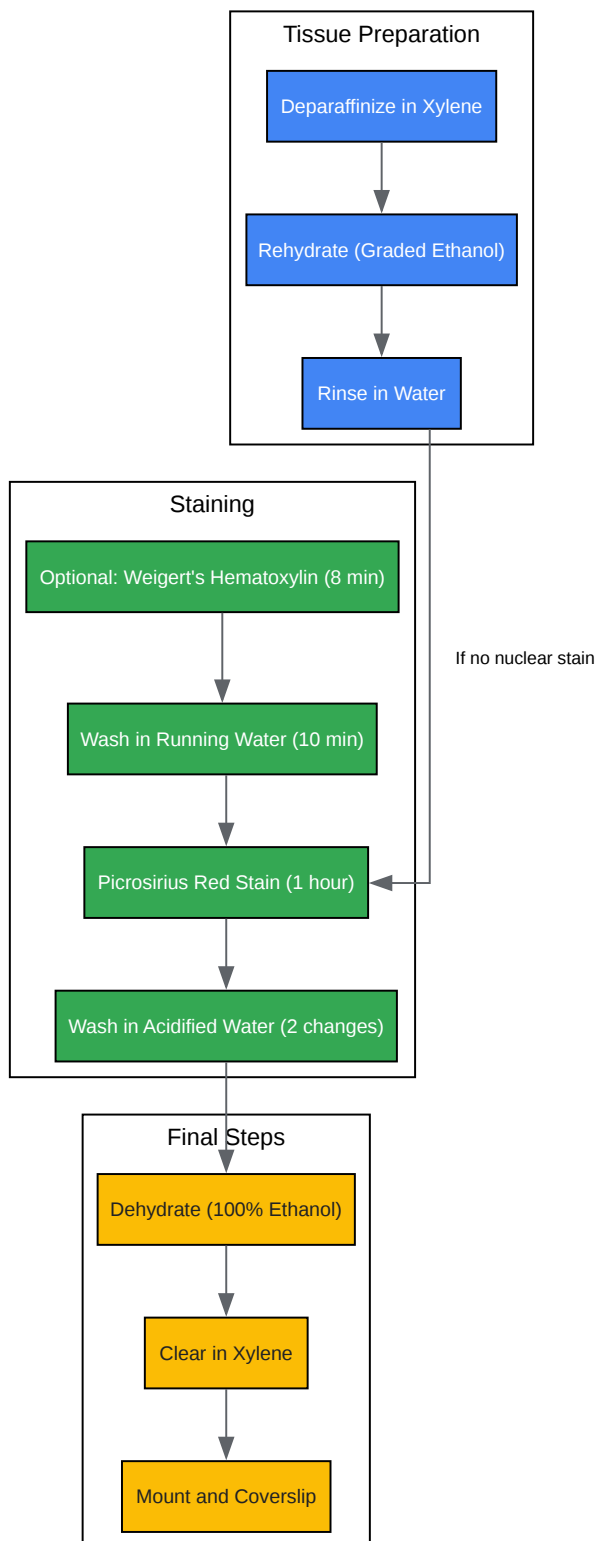 Tissue Preparation
Deparaffinize in Xylene
Rehydrate (Graded Ethanol)
Rinse in Water
Staining
Optional: Weigert's Hematoxylin (8 min)
If no nuclear stain
Wash in Running Water (10 min)
Picrosirius Red Stain (1 hour)
Wash in Acidified Water (2 changes)
Final Steps
Dehydrate (100% Ethanol)
Clear in Xylene
Mount and Coverslip